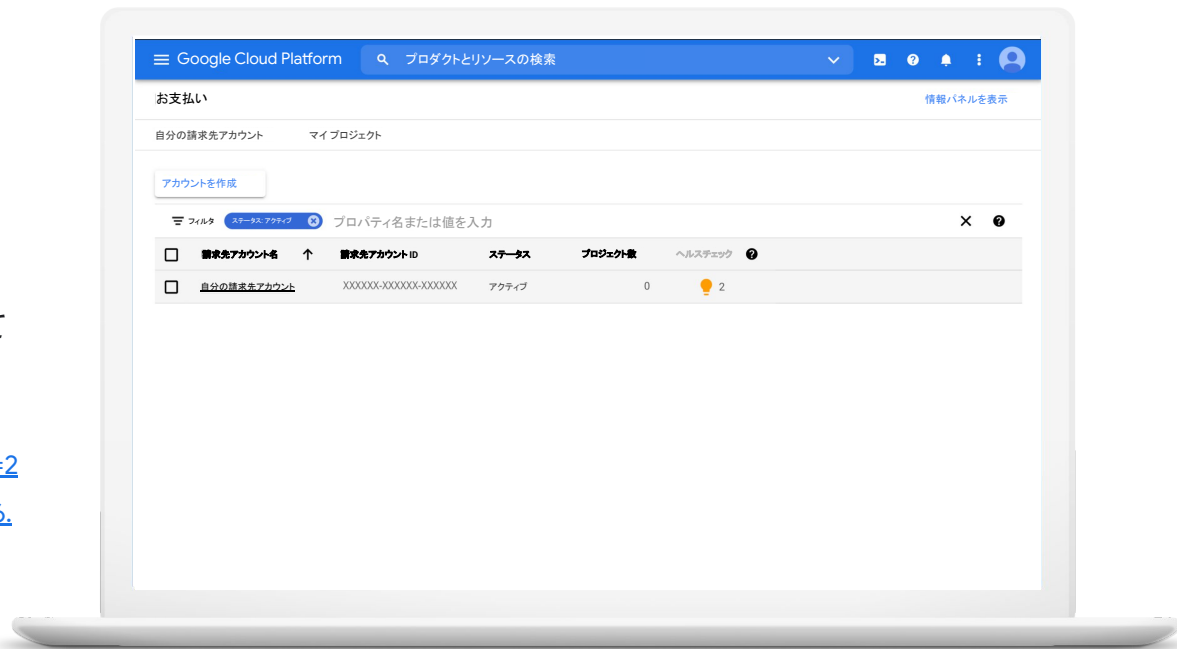 Google Cloud Platform プロダクトとリソースの検索
お支払い 情報パネルを表示
自分の請求先アカウント マイ プロジェクト
アカウントを作成
フィルタ ステータス: アクティブ プロパティ名または値を入力
請求先アカウント名 請求先アカウント ID ステータス プロジェクト数 ヘルスチェック
自分の請求先アカウント XXXXXX-XXXXXX-XXXXXX アクティブ 0 2
て
=2
6.